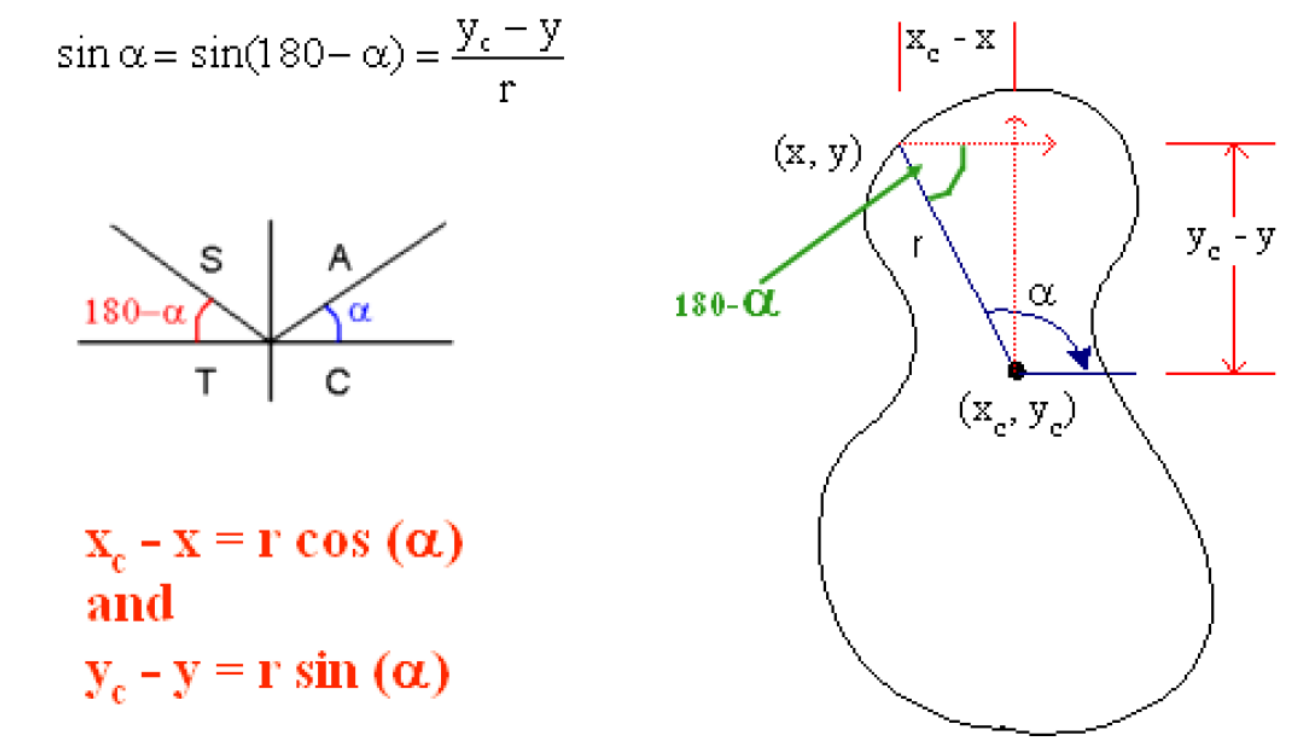 sin α = sin(180− α) = (y_c − y) / r
S A
180−α α
T C
x_c - x = r cos (α)
and
y_c - y = r sin (α)
x_c - x
(x, y)
y_c - y
r
180-α
α
(x_c, y_c)